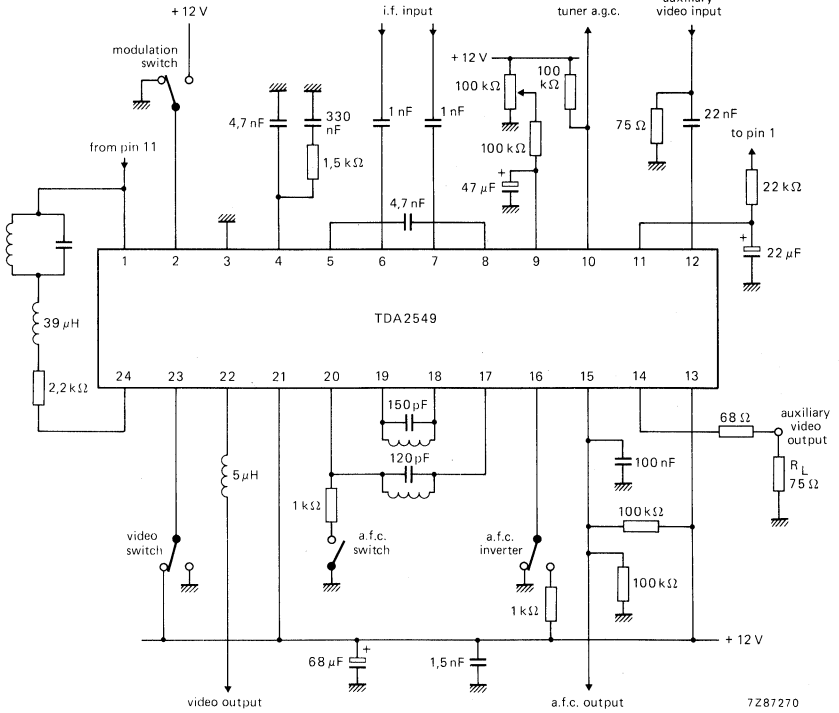 + 12 V
i.f. input
tuner a.g.c.
auxiliary
video input
modulation
switch
+ 12 V
100 kΩ
100
kΩ
4,7 nF
330
nF
1 nF
1 nF
75 Ω
22 nF
from pin 11
1,5 kΩ
100 kΩ
to pin 1
47 μF
+
22 kΩ
4,7 nF
+
22 μF
1
2
3
4
5
6
7
8
9
10
11
12
TDA2549
39 μH
24
23
22
21
20
19
18
17
16
15
14
13
2,2 kΩ
150 pF
68 Ω
auxiliary
video
output
120 pF
5 μH
100 nF
R L
75 Ω
1 kΩ
video
switch
a.f.c.
switch
a.f.c.
inverter
100 kΩ
100 kΩ
1 kΩ
+ 12 V
68 μF
+
1,5 nF
video output
a.f.c. output
7Z87270